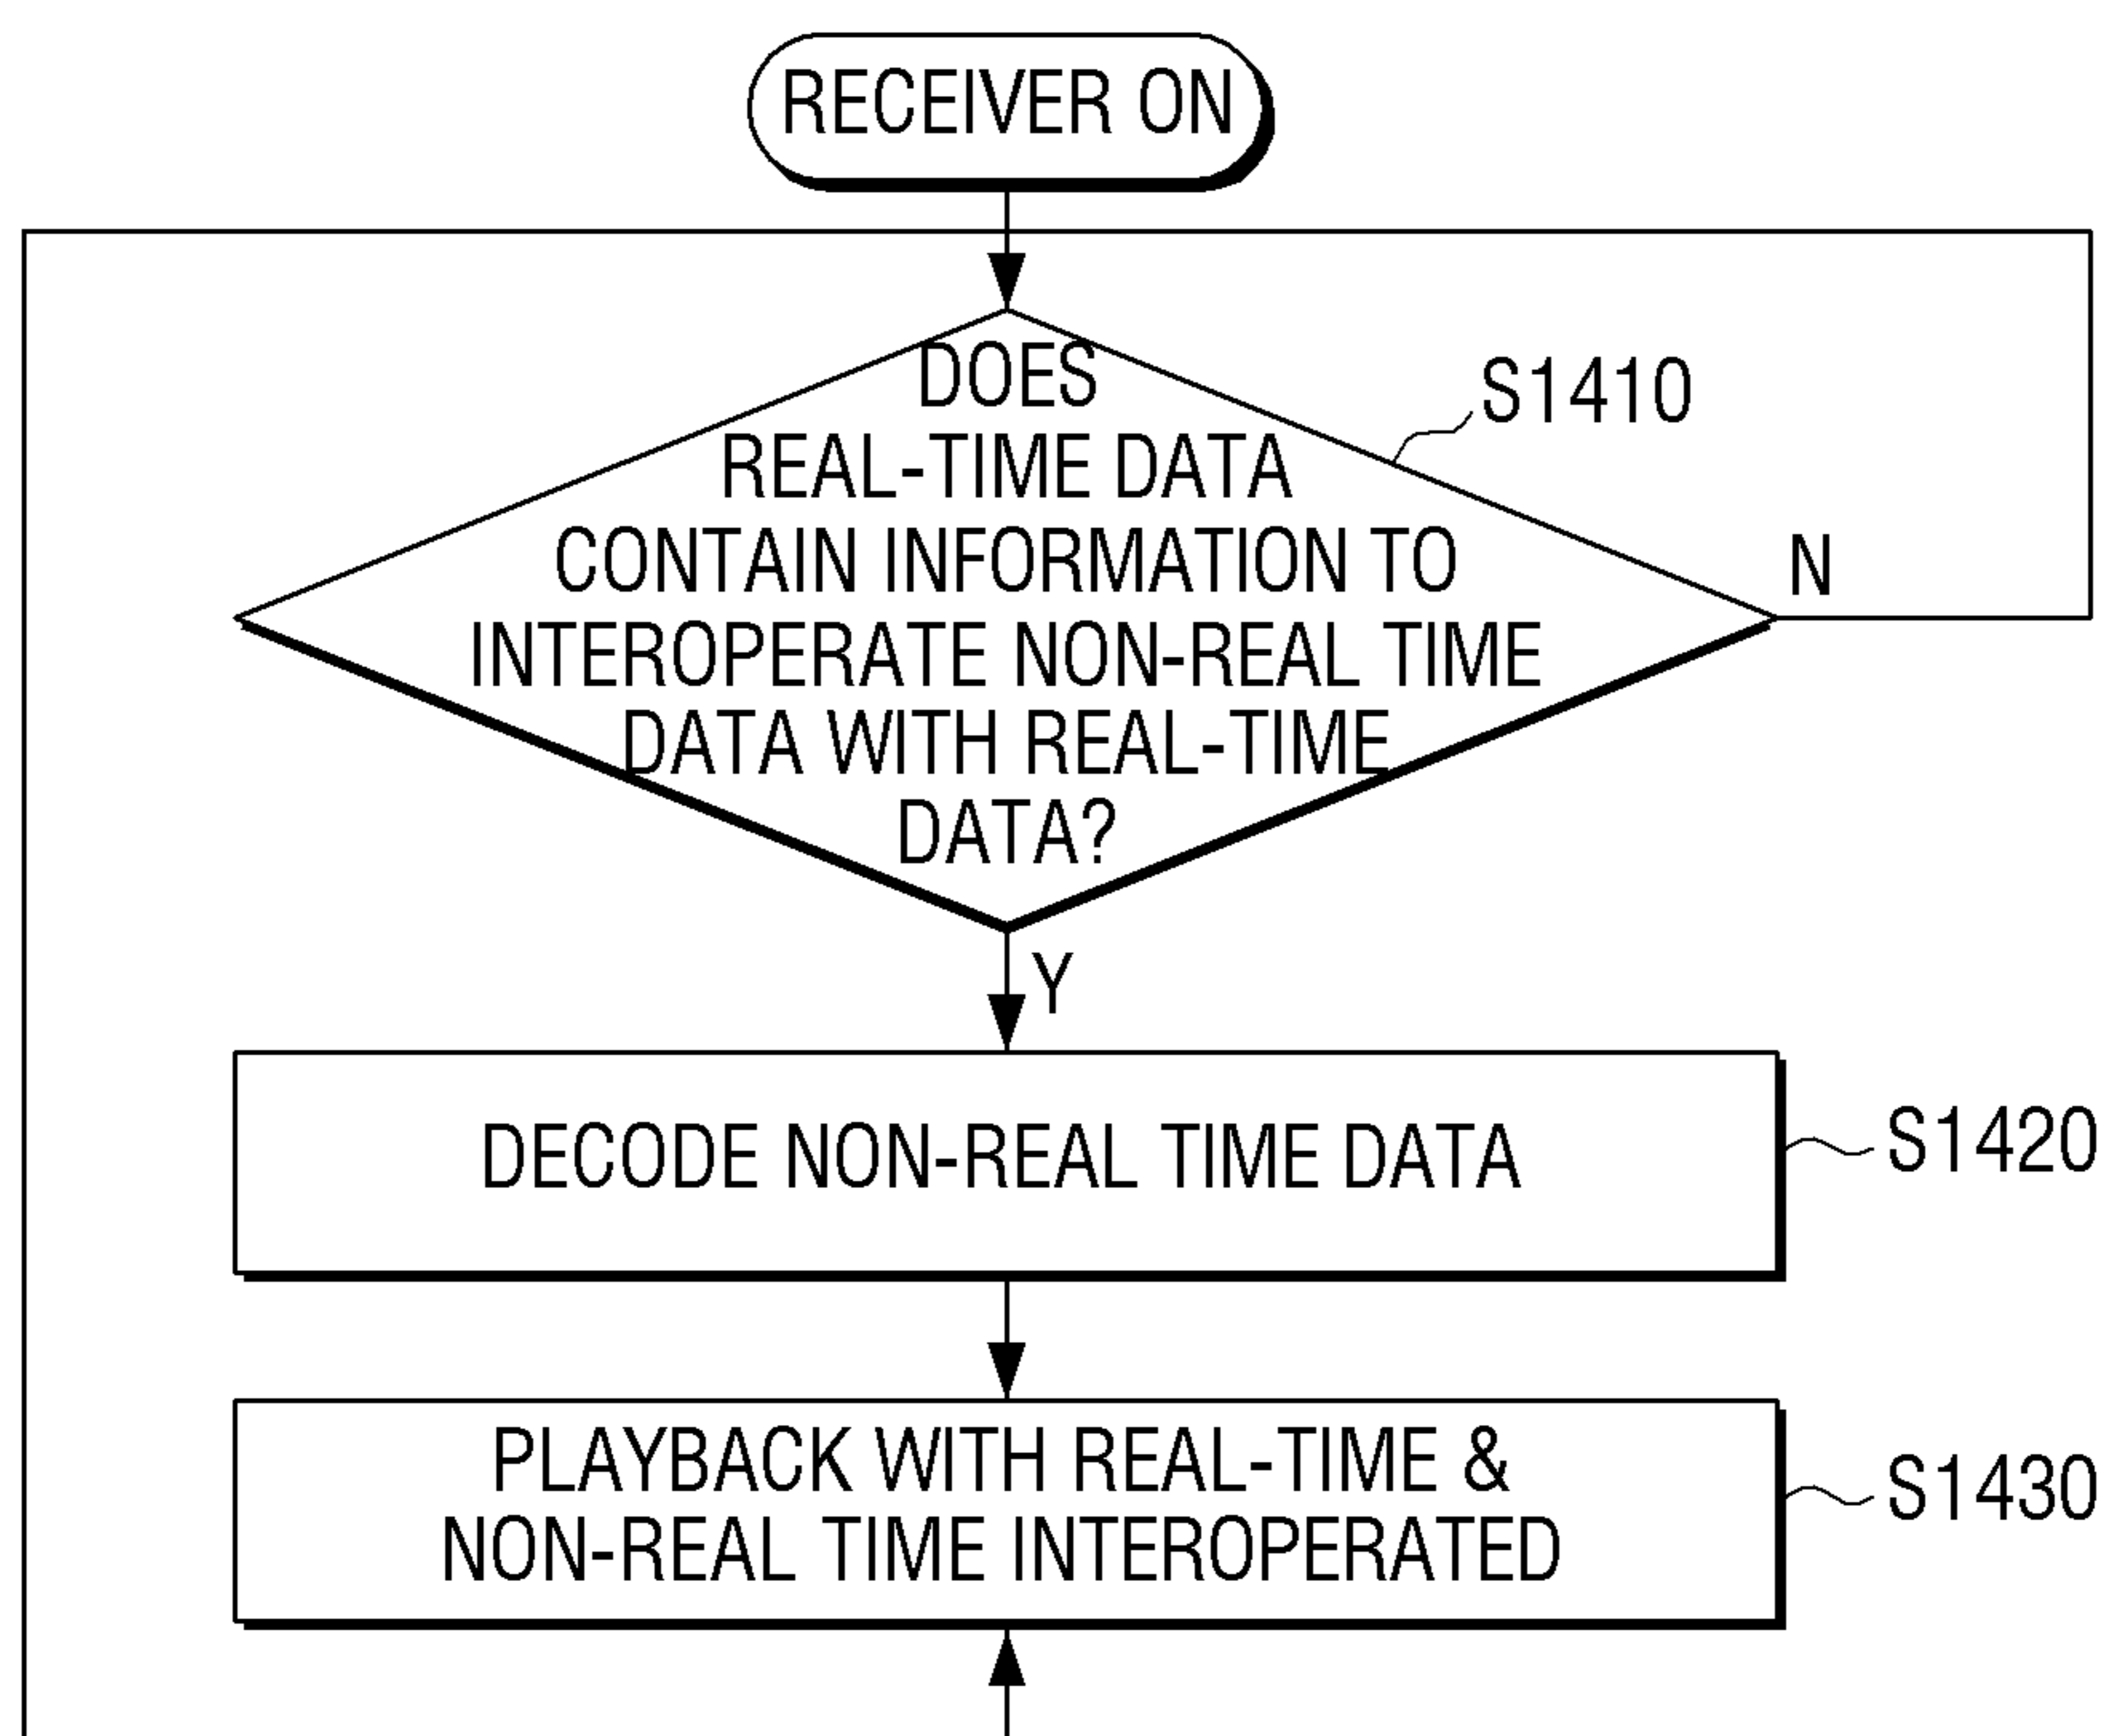 RECEIVER ON
DOES
S1410
REAL-TIME DATA
CONTAIN INFORMATION TO
N
INTEROPERATE NON-REAL TIME
DATA WITH REAL-TIME
DATA?
Y
DECODE NON-REAL TIME DATA
S1420
PLAYBACK WITH REAL-TIME &
NON-REAL TIME INTEROPERATED
S1430